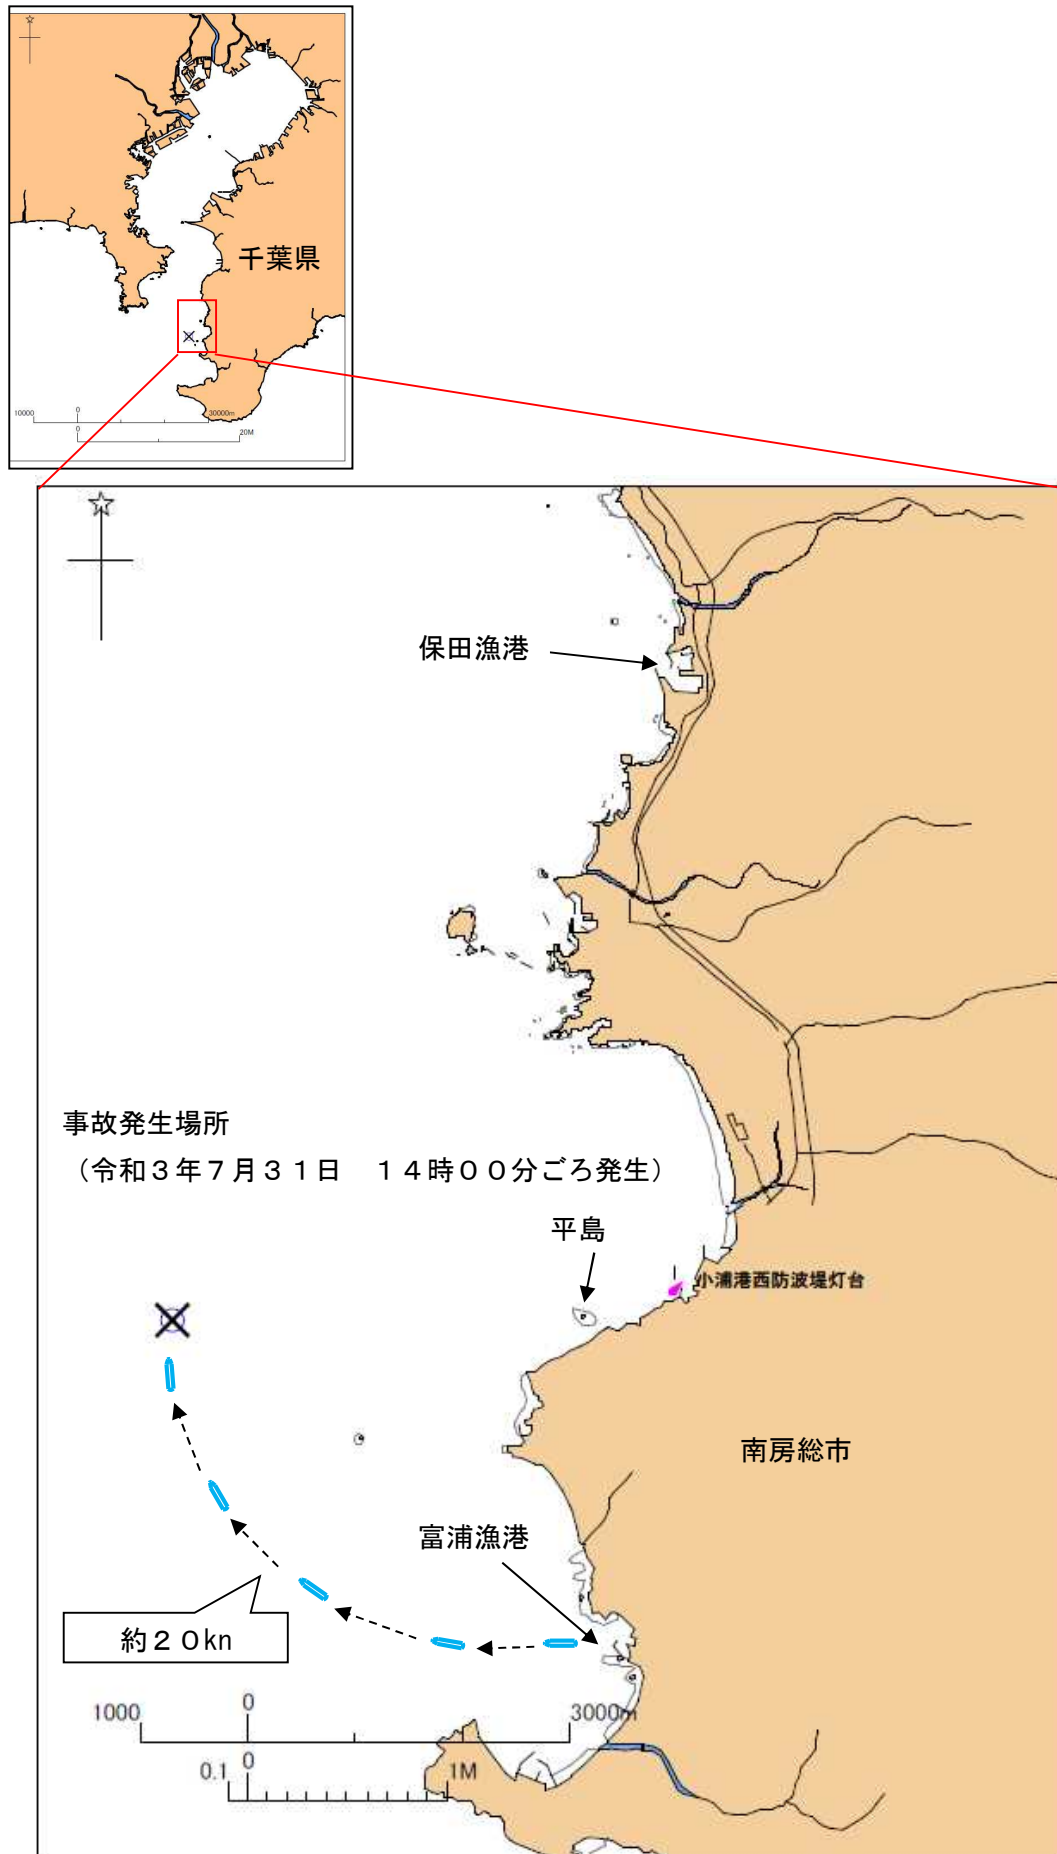 千葉県
10000 0 30000m
0 20M
保田漁港
事故発生場所
（令和３年７月３１日　１４時００分ごろ発生）
平島
小浦港西防波堤灯台
南房総市
富浦漁港
約２０kn
1000 0 3000m
0.1 0 1M